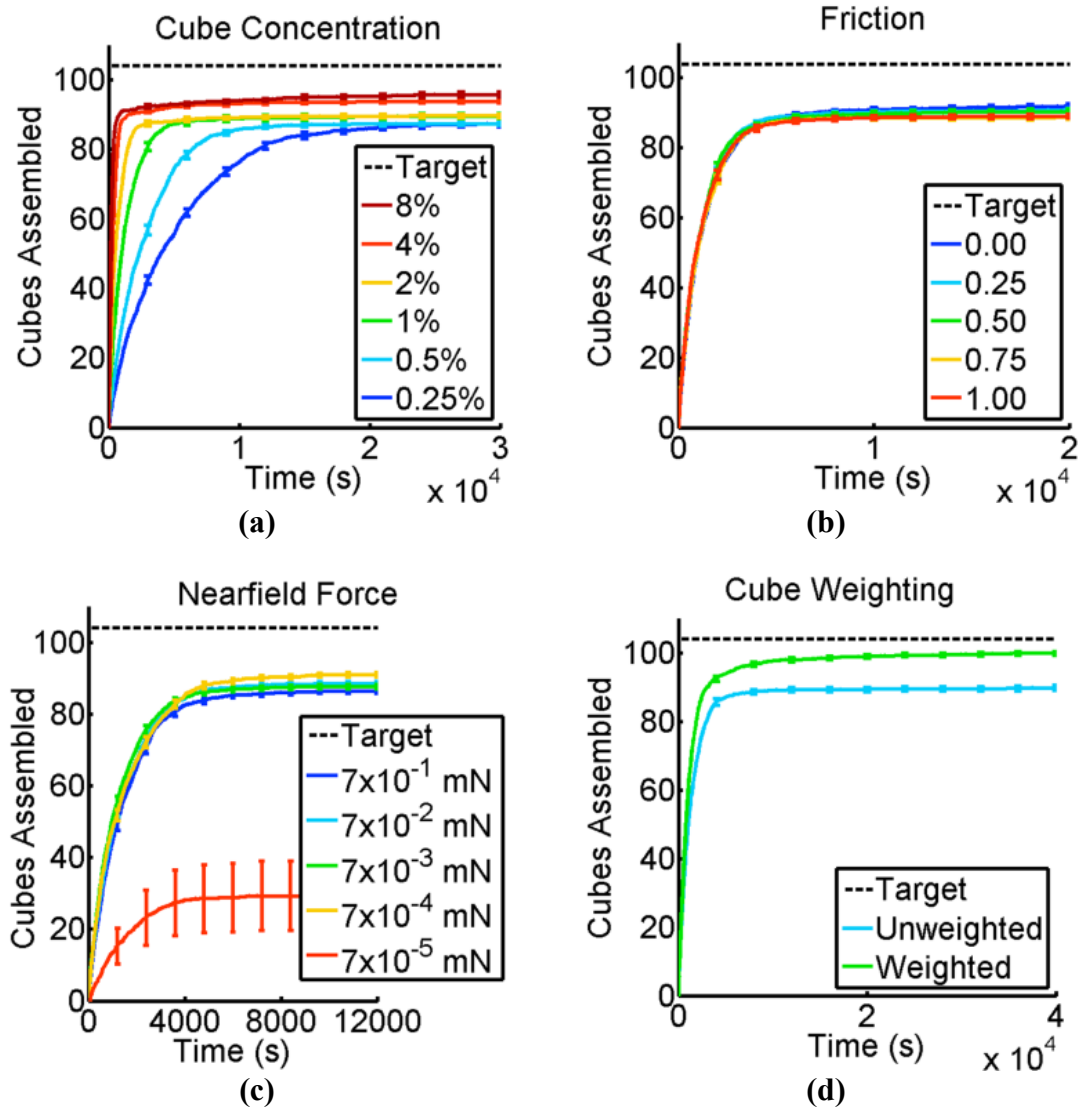 Cube Concentration
Cubes Assembled
100
80
60
40
20
0
Target
8%
4%
2%
1%
0.5%
0.25%
0 1 2 3
Time (s)
x 10^4
(a)
Friction
Cubes Assembled
100
80
60
40
20
0
Target
0.00
0.25
0.50
0.75
1.00
0 1 2
Time (s)
x 10^4
(b)
Nearfield Force
Cubes Assembled
100
80
60
40
20
0
Target
7x10^-1 mN
7x10^-2 mN
7x10^-3 mN
7x10^-4 mN
7x10^-5 mN
0 4000 8000 12000
Time (s)
(c)
Cube Weighting
Cubes Assembled
100
80
60
40
20
0
Target
Unweighted
Weighted
0 2 4
Time (s)
x 10^4
(d)